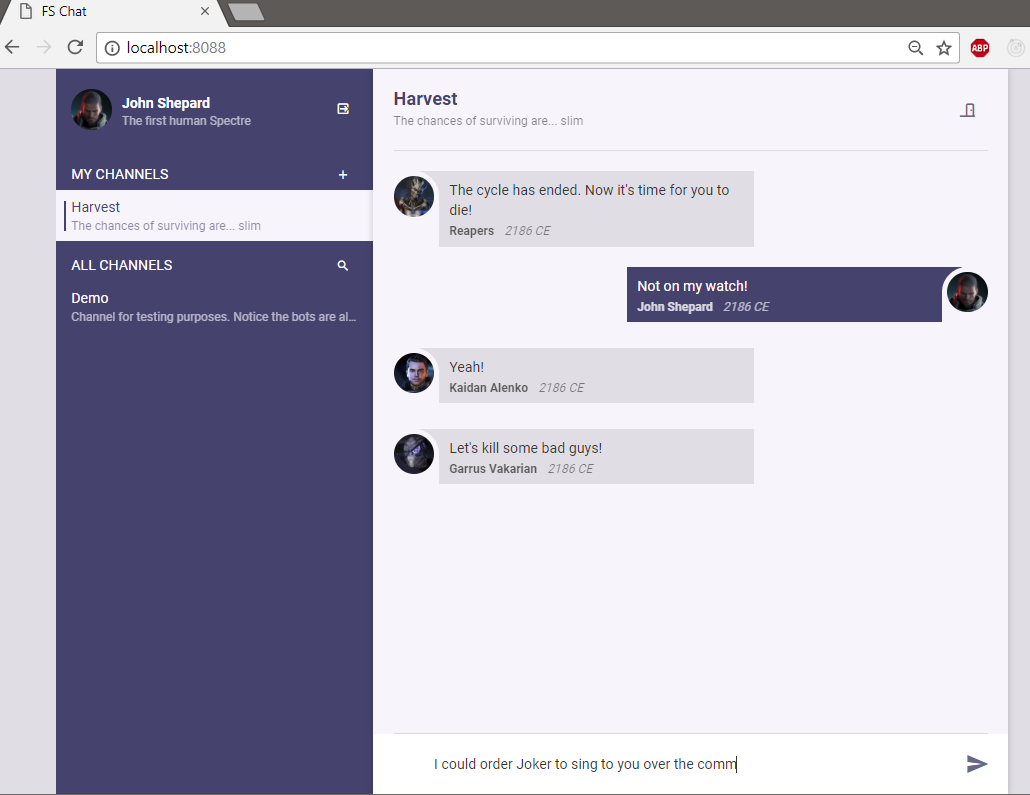 FS Chat
localhost:8088
ABP
John Shepard
The first human Spectre
MY CHANNELS
Harvest
The chances of surviving are... slim
ALL CHANNELS
Demo
Channel for testing purposes. Notice the bots are al...
Harvest
The chances of surviving are... slim
The cycle has ended. Now it's time for you to
die!
Reapers 2186 CE
Not on my watch!
John Shepard 2186 CE
Yeah!
Kaidan Alenko 2186 CE
Let's kill some bad guys!
Garrus Vakarian 2186 CE
I could order Joker to sing to you over the comm